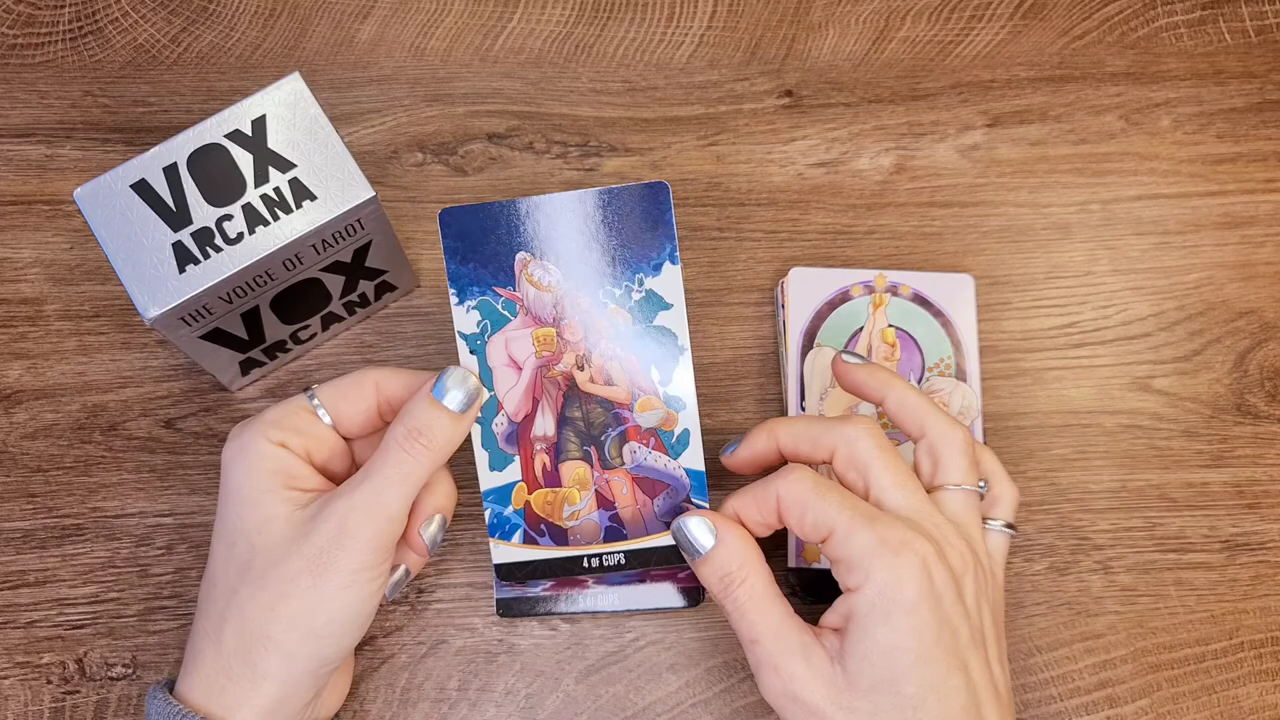 VOX
ARCANA
THE VOICE OF TAROT
VOX
ARCANA
4 OF CUPS
5 OF CUPS